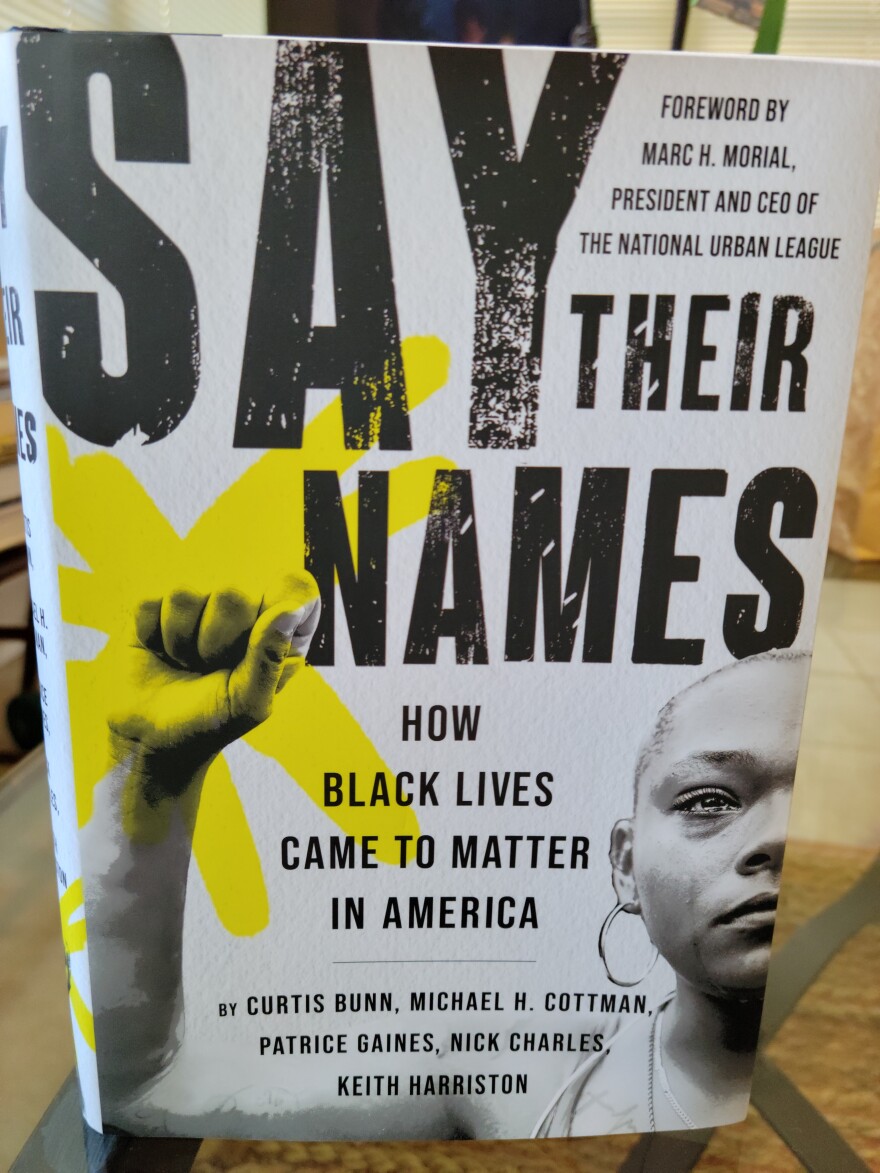 SAY
FOREWORD BY
MARC H. MORIAL,
PRESIDENT AND CEO OF
THE NATIONAL URBAN LEAGUE
THEIR
NAMES
HOW
BLACK LIVES
CAME TO MATTER
IN AMERICA
BY CURTIS BUNN, MICHAEL H. COTTMAN,
PATRICE GAINES, NICK CHARLES,
KEITH HARRISTON